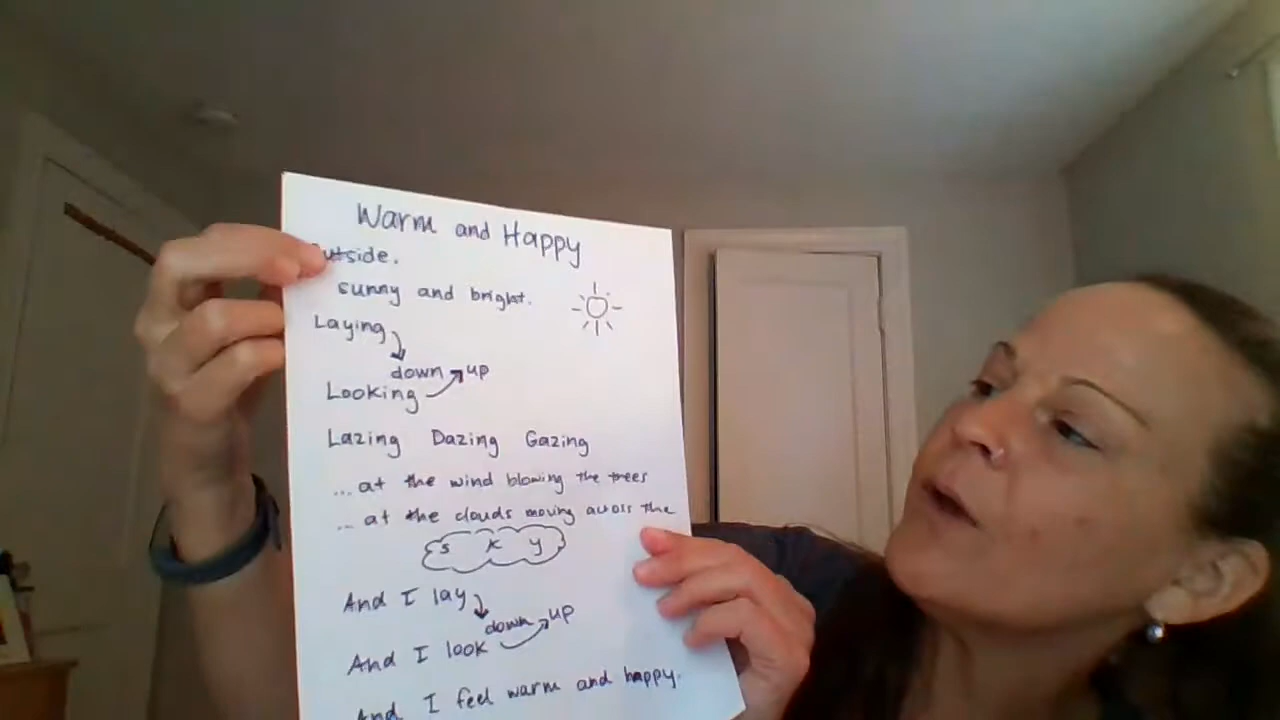 Warm and Happy
Outside.
sunny and bright.
Laying
down up
Looking
Lazing Dazing Gazing
... at the wind blowing the trees
... at the clouds moving across the
s k y
And I lay
down up
And I look
And I feel warm and happy.